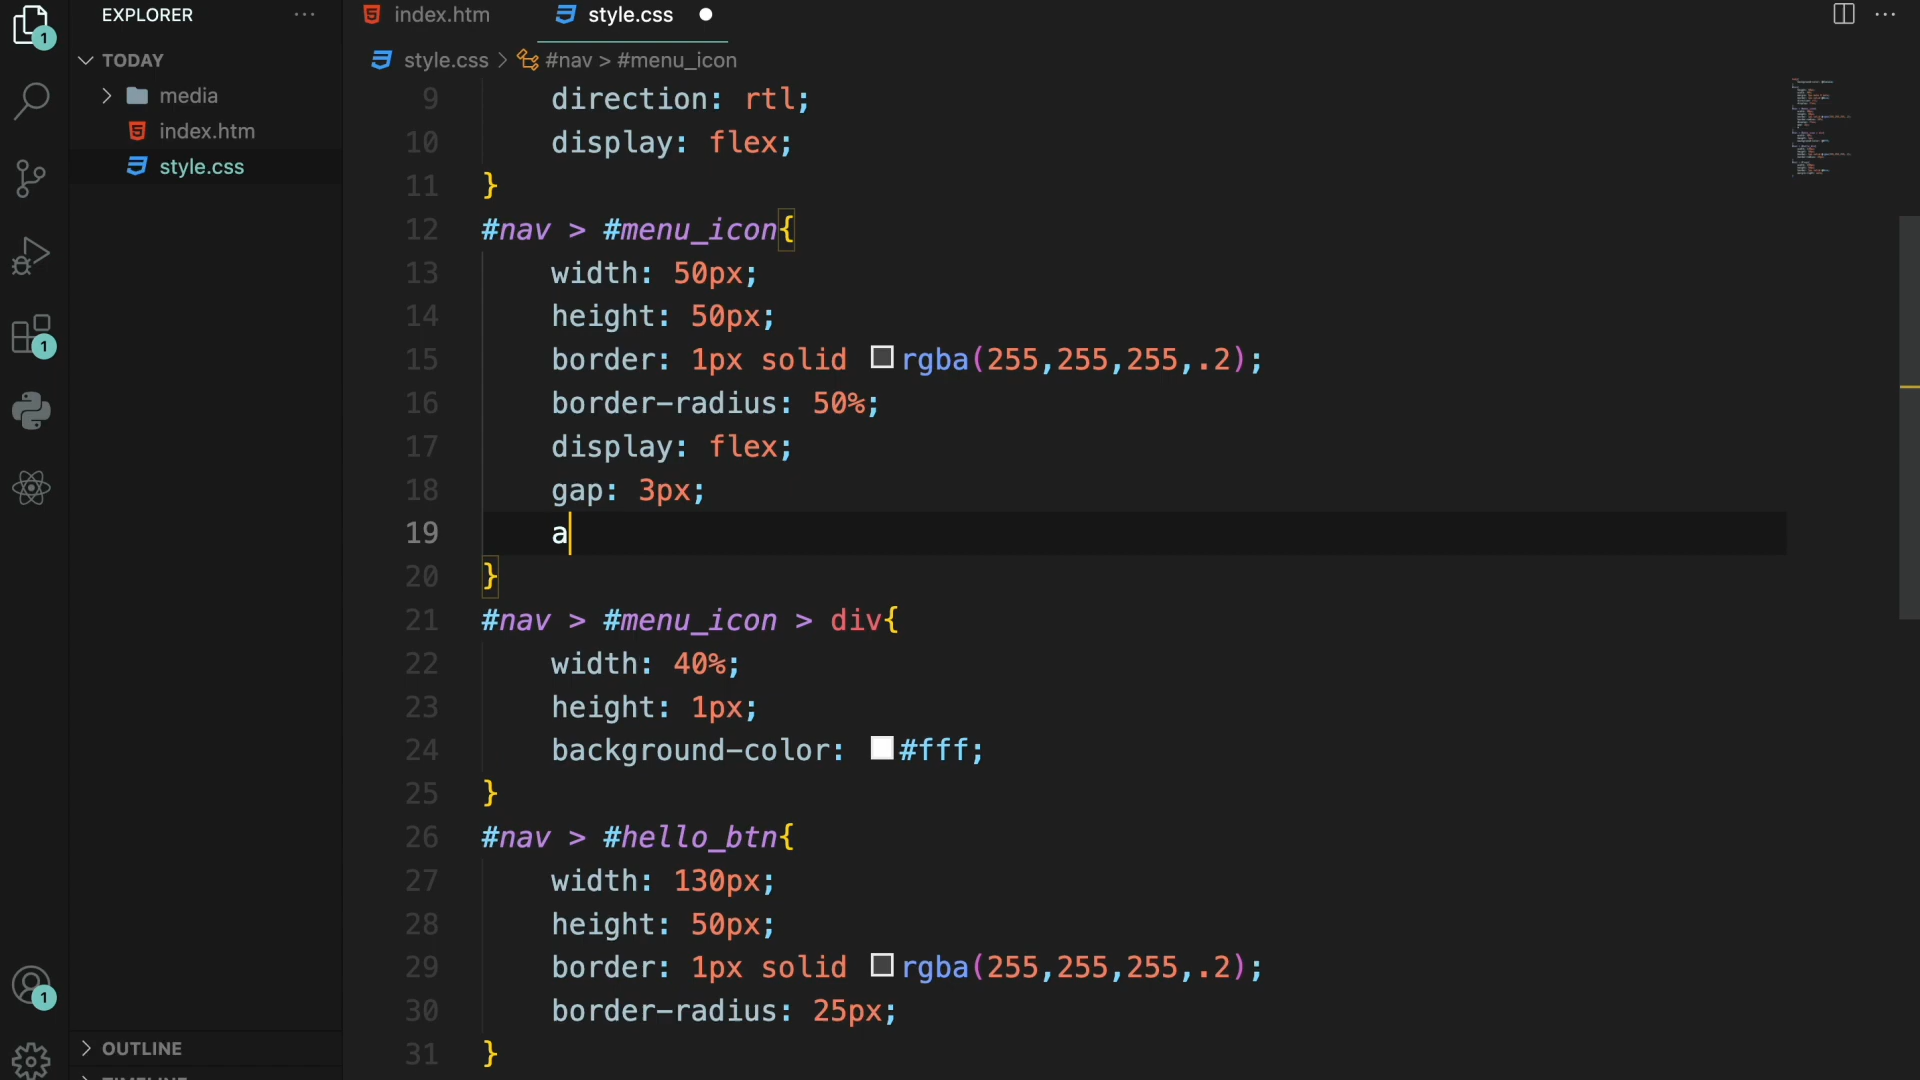 EXPLORER
TODAY
media
index.htm
style.css
OUTLINE
TIMELINE
index.htm
style.css
style.css > #nav > #menu_icon
9 direction: rtl;
10 display: flex;
11 }
12 #nav > #menu_icon{
13 width: 50px;
14 height: 50px;
15 border: 1px solid rgba(255,255,255,.2);
16 border-radius: 50%;
17 display: flex;
18 gap: 3px;
19 a
20 }
21 #nav > #menu_icon > div{
22 width: 40%;
23 height: 1px;
24 background-color: #fff;
25 }
26 #nav > #hello_btn{
27 width: 130px;
28 height: 50px;
29 border: 1px solid rgba(255,255,255,.2);
30 border-radius: 25px;
31 }
1
1
1